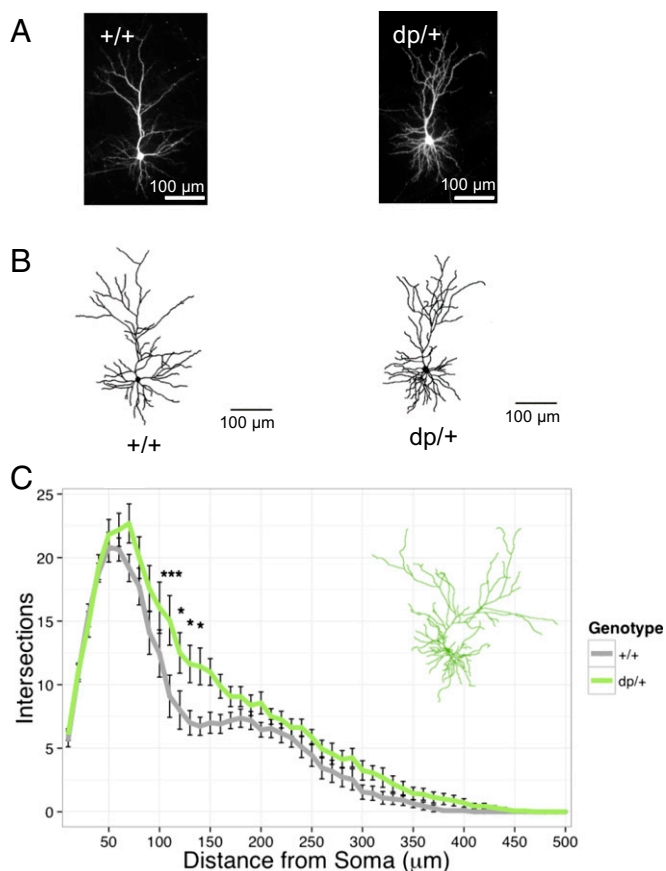 A
+/+
dp/+
100 µm
100 µm
B
100 µm
100 µm
+/+
dp/+
C
25
20
15
10
5
0
Intersections
***
*
*
*
Genotype
+/+
dp/+
50
100
150
200
250
300
350
400
450
500
Distance from Soma (µm)